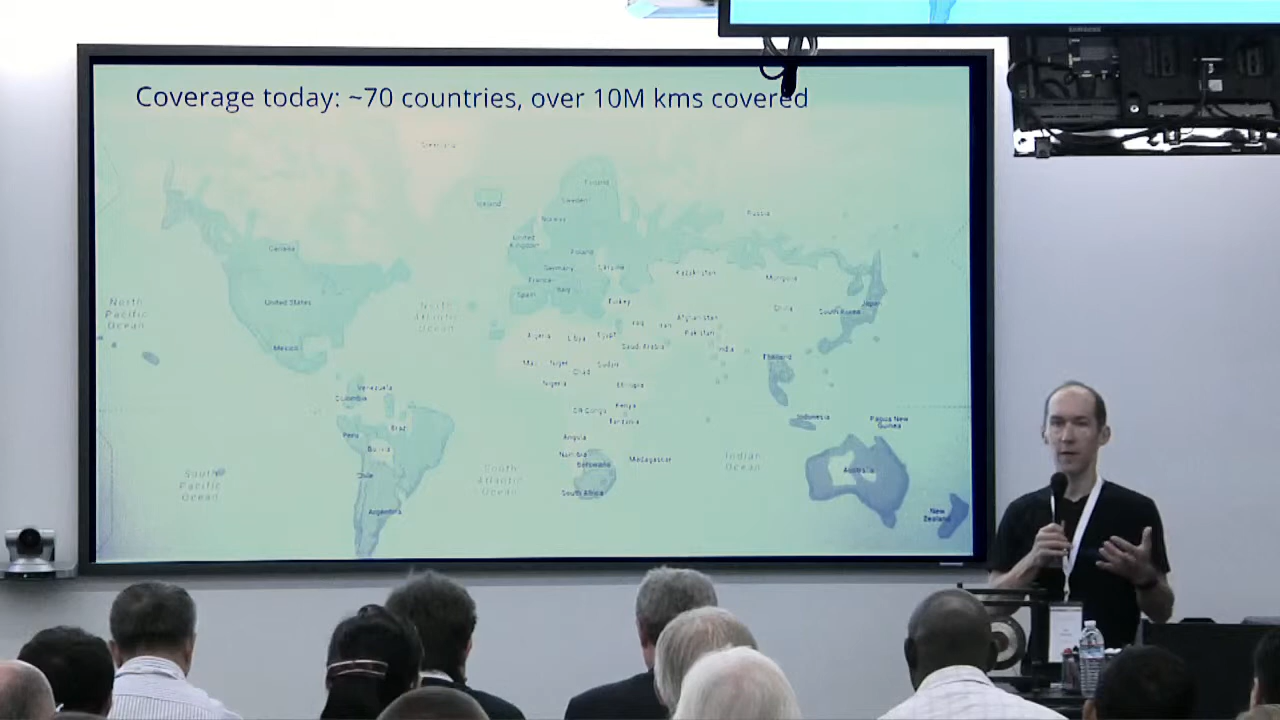 Coverage today: ~70 countries, over 10M kms covered
Iceland
Finland
Sweden
Norway
Russia
United
Kingdom
Canada
Poland
Germany
Ukraine
France
Kazakhstan
Mongolia
Spain
Italy
United States
Turkey
North
Pacific
Ocean
North
Atlantic
Ocean
China
South Korea
Japan
Afghanistan
Iraq
Iran
Pakistan
Algeria
Libya
Egypt
Saudi Arabia
Mexico
India
Thailand
Niger
Chad
Sudan
Nigeria
Ethiopia
Venezuela
Colombia
DR Congo
Kenya
Tanzania
Indonesia
Papua New
Guinea
Peru
Brazil
Bolivia
Angola
Namibia
Botswana
Madagascar
South
Pacific
Ocean
South
Atlantic
Ocean
Indian
Ocean
Chile
Australia
South Africa
Argentina
New
Zealand
SAMSUNG